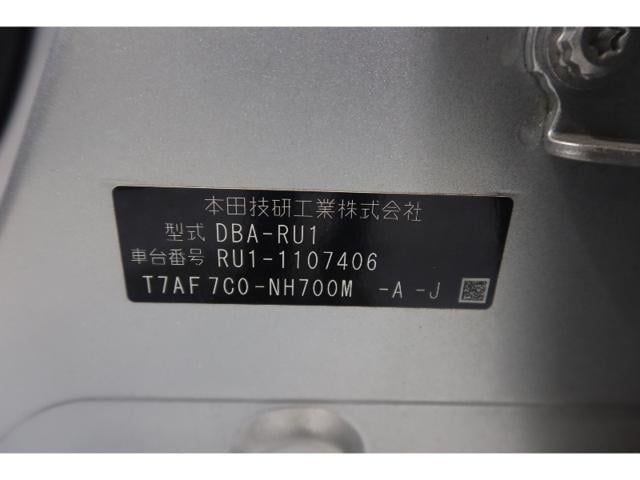 本田技研工業株式会社
型式 DBA-RU1
車台番号 RU1-1107406
T7AF7C0-NH700M -A -J